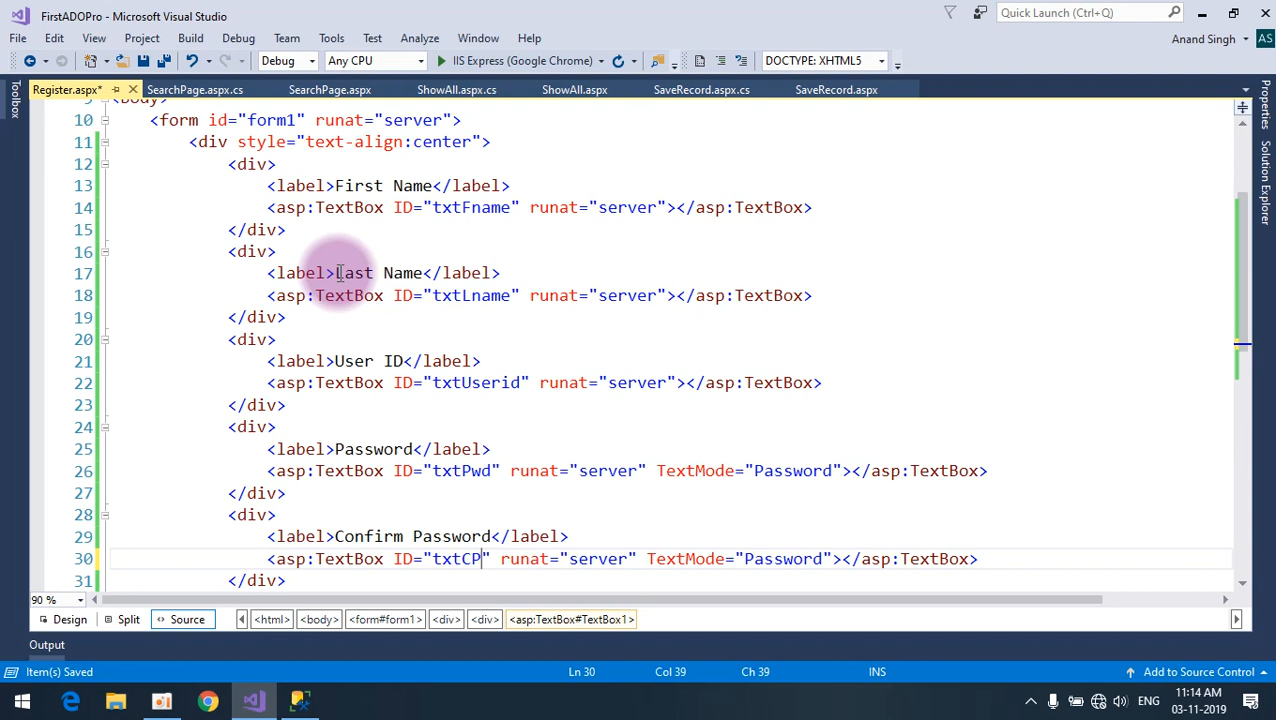 FirstADOPro - Microsoft Visual Studio
Quick Launch (Ctrl+Q)
File Edit View Project Build Debug Team Tools Test Analyze Window Help
Anand Singh AS
Debug Any CPU IIS Express (Google Chrome) DOCTYPE: XHTML5
Toolbox
Register.aspx* SearchPage.aspx.cs SearchPage.aspx ShowAll.aspx.cs ShowAll.aspx SaveRecord.aspx.cs SaveRecord.aspx
Properties
Solution Explorer
9 <body>
10 <form id="form1" runat="server">
11 <div style="text-align:center">
12 <div>
13 <label>First Name</label>
14 <asp:TextBox ID="txtFname" runat="server"></asp:TextBox>
15 </div>
16 <div>
17 <label>Last Name</label>
18 <asp:TextBox ID="txtLname" runat="server"></asp:TextBox>
19 </div>
20 <div>
21 <label>User ID</label>
22 <asp:TextBox ID="txtUserid" runat="server"></asp:TextBox>
23 </div>
24 <div>
25 <label>Password</label>
26 <asp:TextBox ID="txtPwd" runat="server" TextMode="Password"></asp:TextBox>
27 </div>
28 <div>
29 <label>Confirm Password</label>
30 <asp:TextBox ID="txtCP" runat="server" TextMode="Password"></asp:TextBox>
31 </div>
90 %
Design Split Source <html> <body> <form#form1> <div> <div> <asp:TextBox#TextBox1>
Output
Item(s) Saved Ln 30 Col 39 Ch 39 INS Add to Source Control
ENG
11:14 AM
03-11-2019